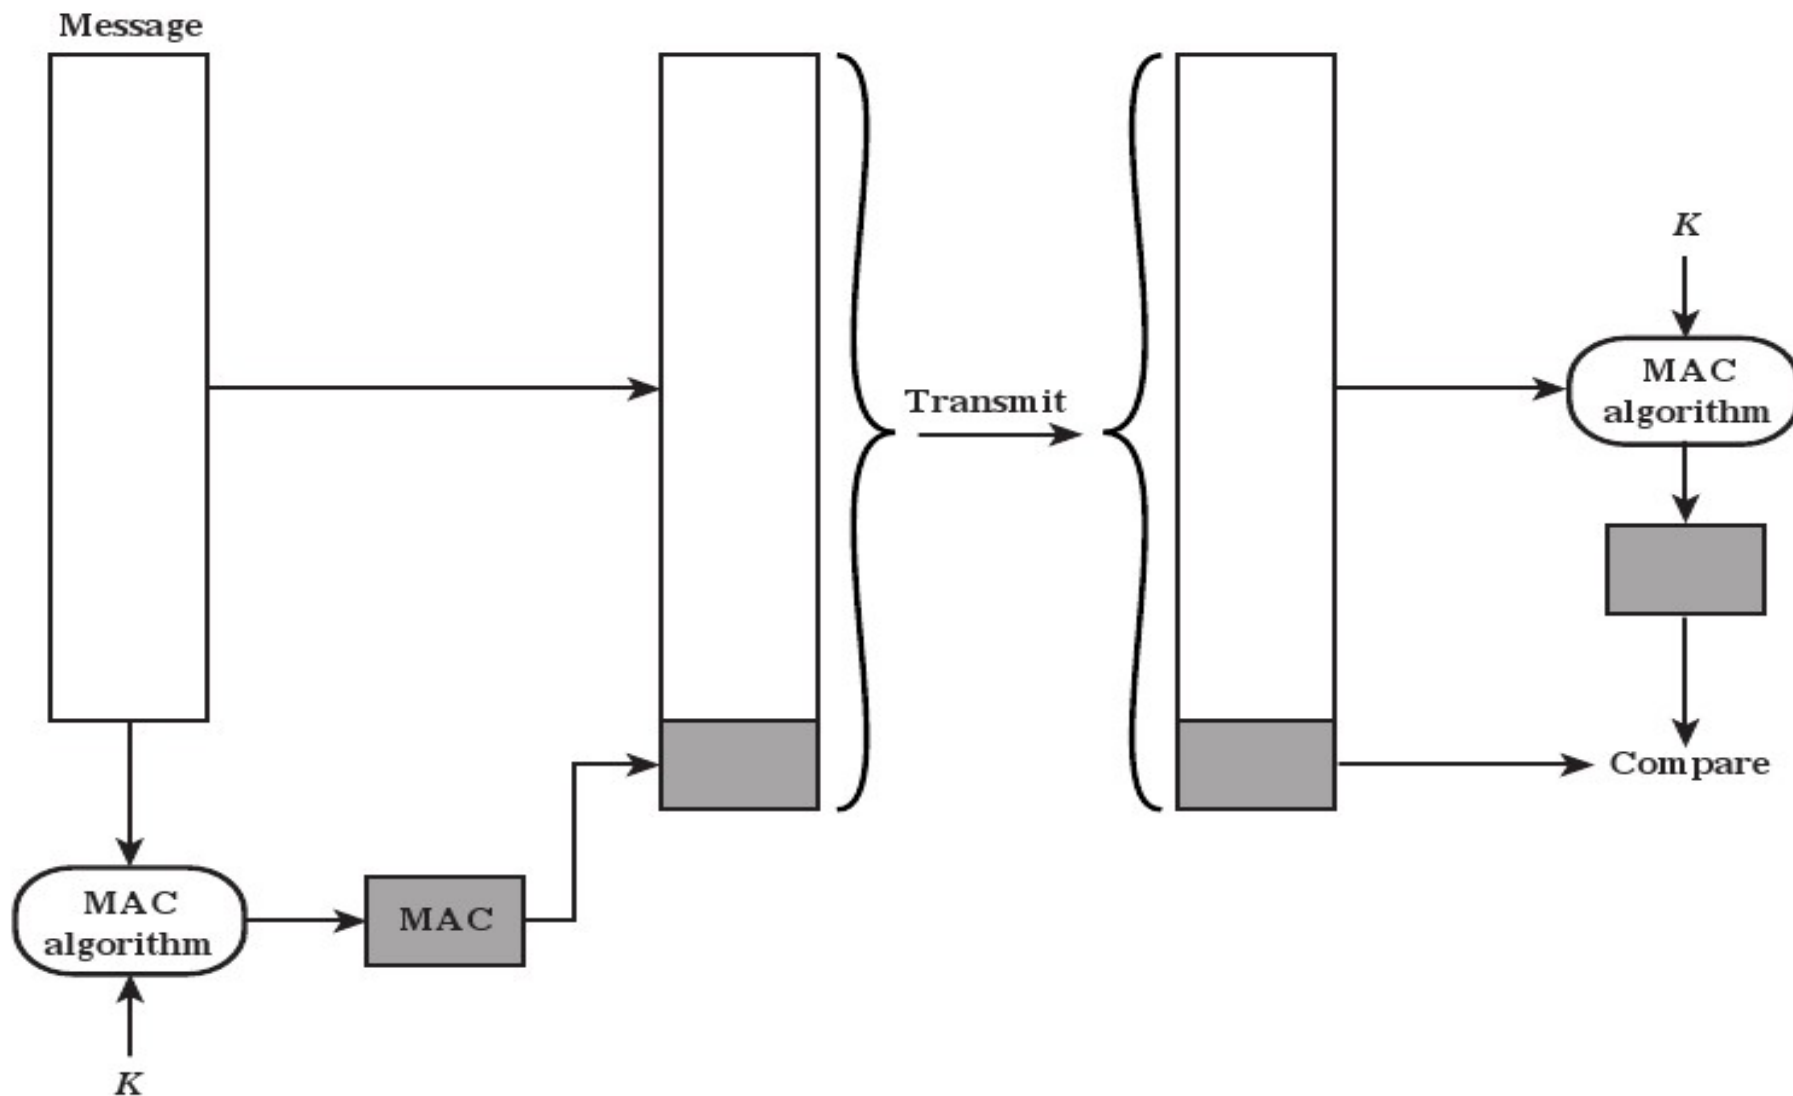 Message
K
MAC
algorithm
Transmit
Compare
MAC
algorithm
MAC
K